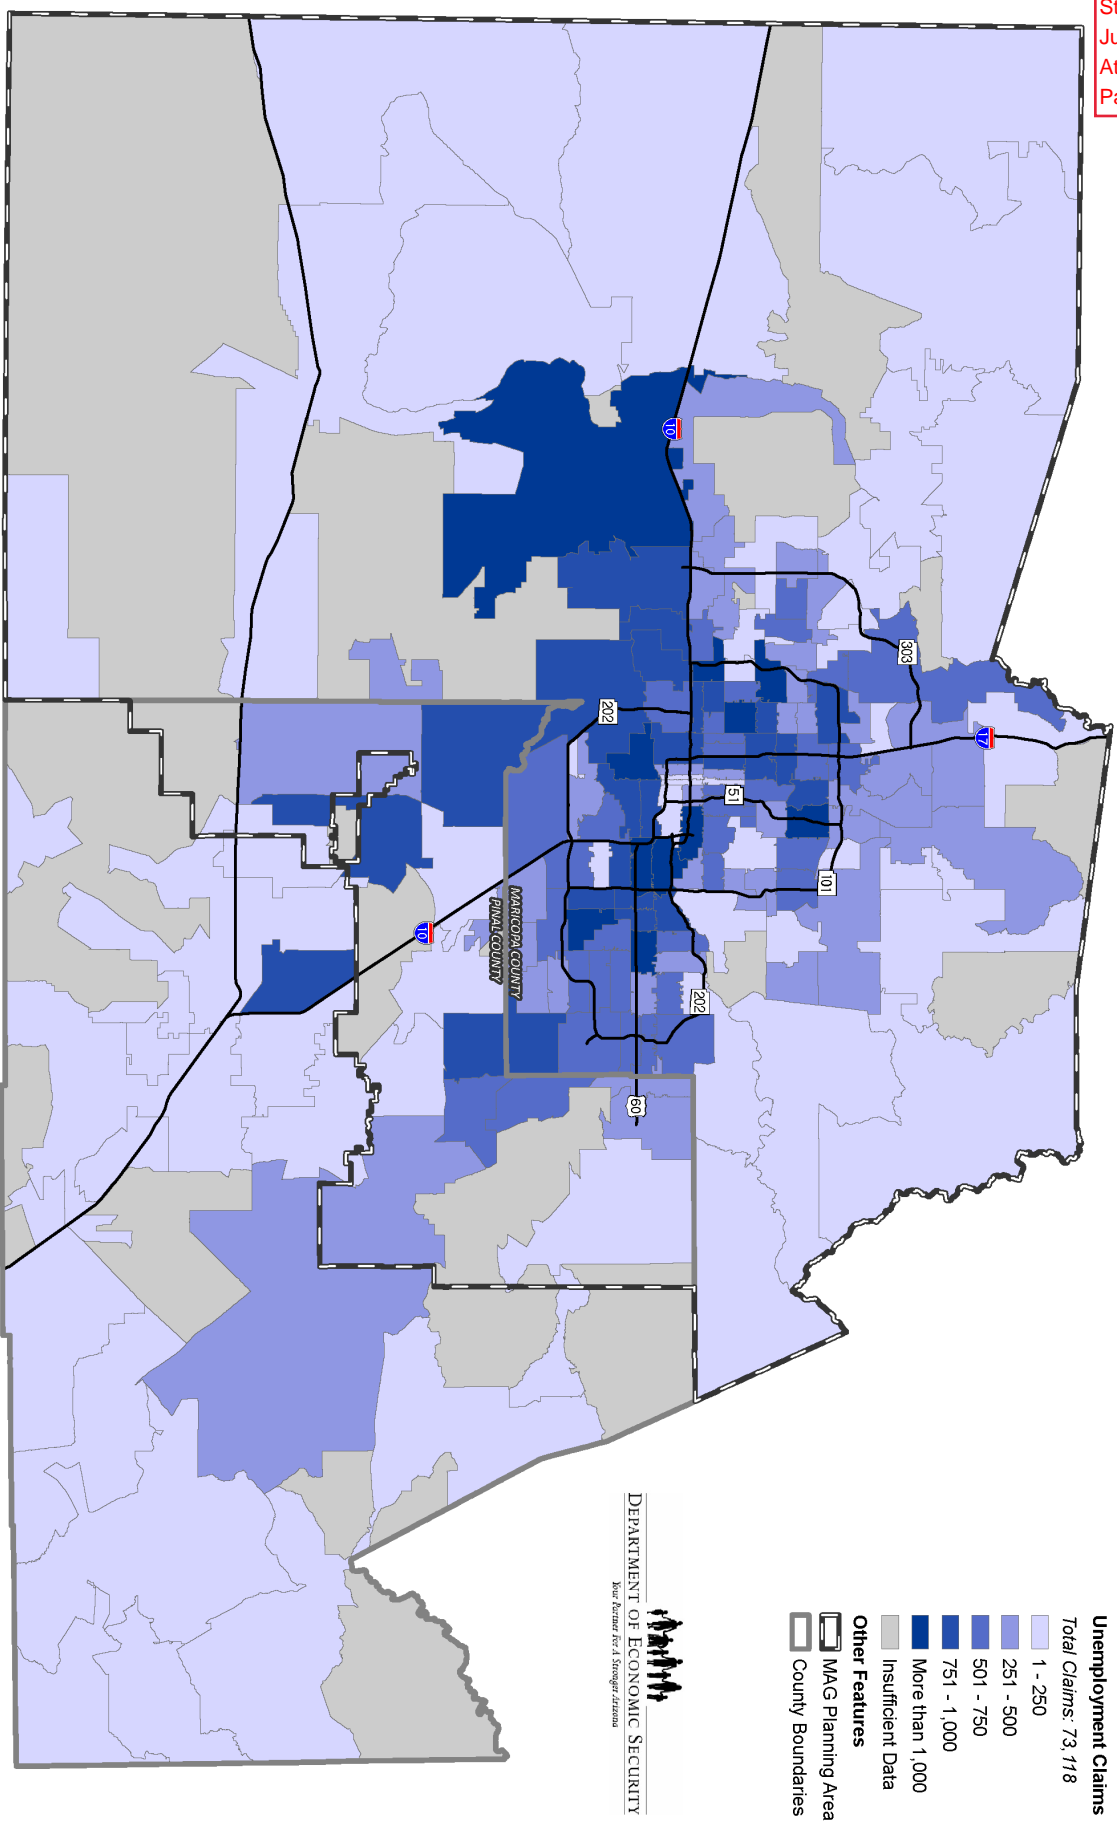 Unemployment Claims
Total Claims: 73,118
1 - 250
251 - 500
501 - 750
751 - 1,000
More than 1,000
Insufficient Data
Other Features
MAG Planning Area
County Boundaries
DEPARTMENT OF ECONOMIC SECURITY
Your Partner For A Stronger Arizona
17
303
101
51
10
202
202
60
MARICOPA COUNTY
PINAL COUNTY
10